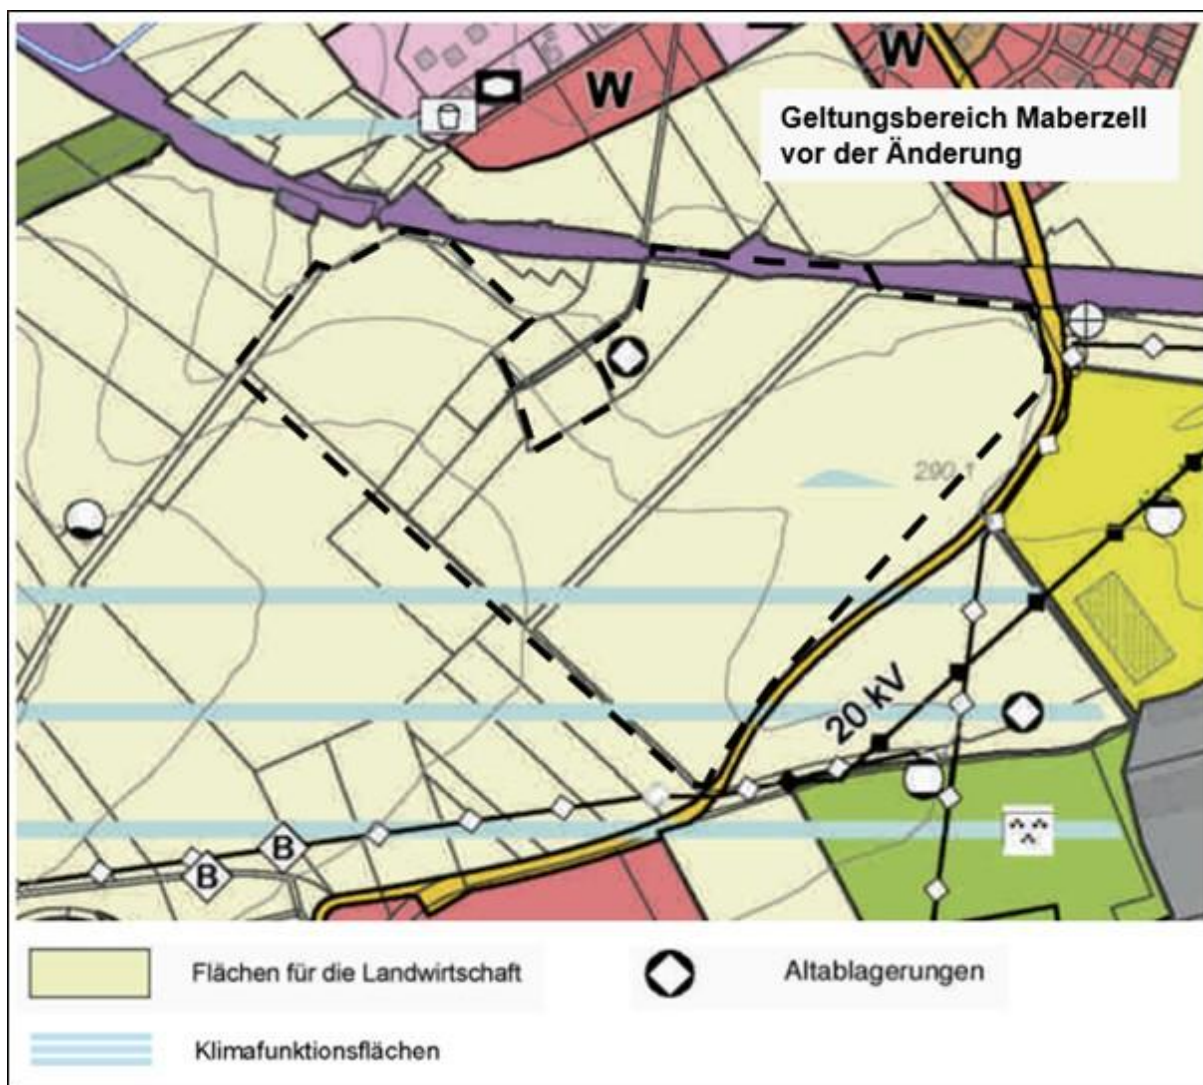 W
W
Geltungsbereich Maberzell
vor der Änderung
290,1
20 kV
B
B
Flächen für die Landwirtschaft
Altablagerungen
Klimafunktionsflächen